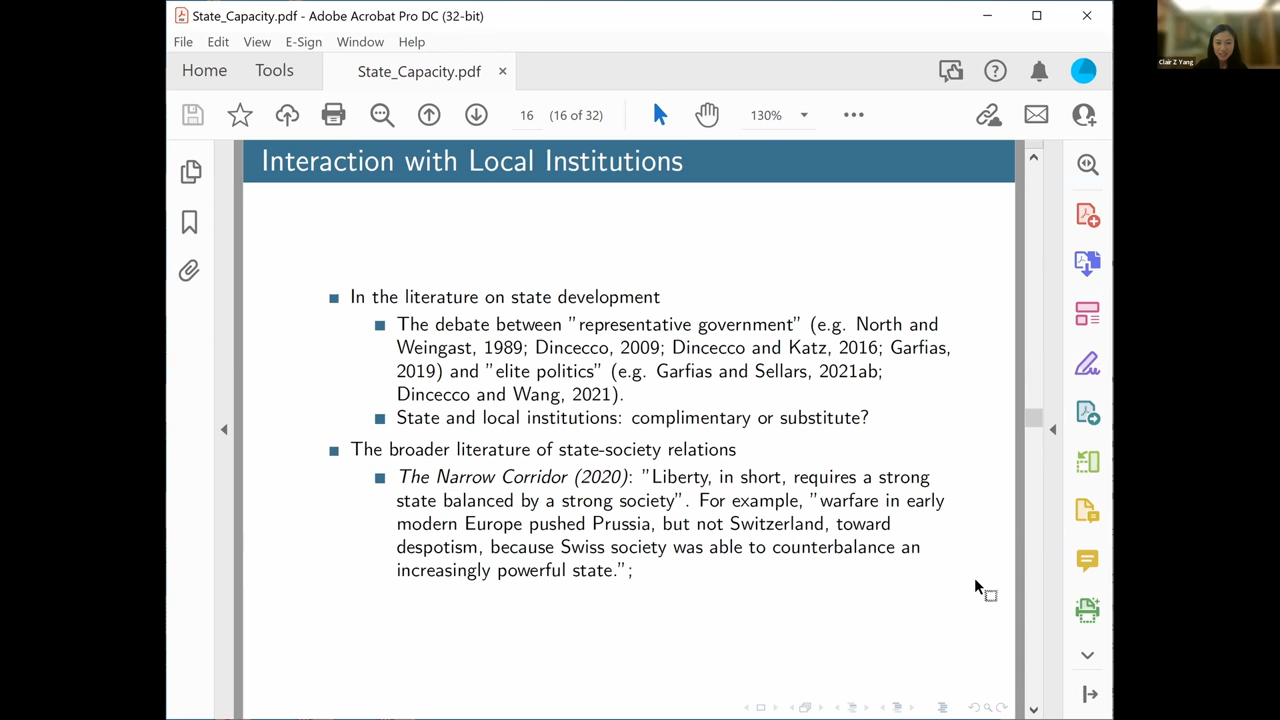 State_Capacity.pdf - Adobe Acrobat Pro DC (32-bit)
File Edit View E-Sign Window Help
Home Tools State_Capacity.pdf
16 (16 of 32) 130%
Interaction with Local Institutions
In the literature on state development
The debate between "representative government" (e.g. North and
Weingast, 1989; Dincecco, 2009; Dincecco and Katz, 2016; Garfias,
2019) and "elite politics" (e.g. Garfias and Sellars, 2021ab;
Dincecco and Wang, 2021).
State and local institutions: complimentary or substitute?
The broader literature of state-society relations
The Narrow Corridor (2020): "Liberty, in short, requires a strong
state balanced by a strong society". For example, "warfare in early
modern Europe pushed Prussia, but not Switzerland, toward
despotism, because Swiss society was able to counterbalance an
increasingly powerful state.";
Clair Z Yang